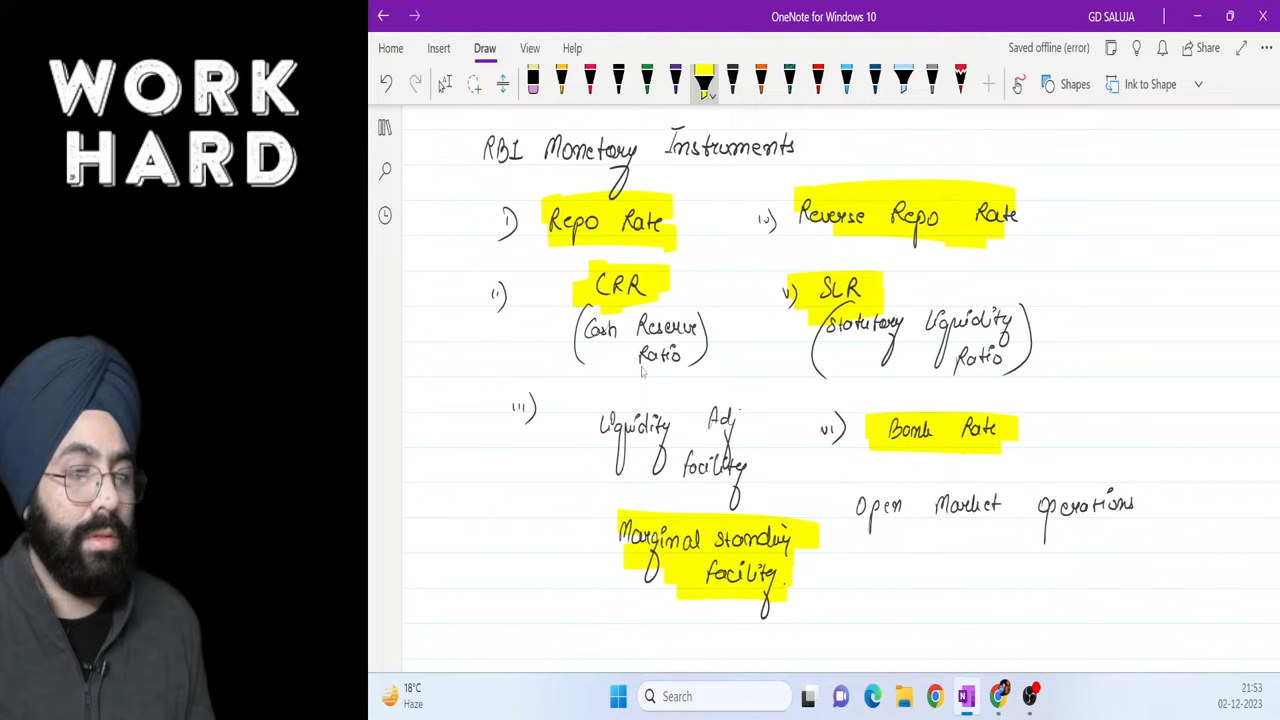 WORK
HARD
OneNote for Windows 10
GD SALUJA
Home Insert Draw View Help
Saved offline (error)
Share
Shapes
Ink to Shape
RBI Monetary Instruments
i) Repo Rate
iv) Reverse Repo Rate
ii) CRR
(Cash Reserve
Ratio)
v) SLR
(Statutory Liquidity
Ratio)
iii) Liquidity Adj
facility
vi) Bank Rate
Marginal standing
facility.
Open Market Operations
18°C
Haze
Search
21:53
02-12-2023